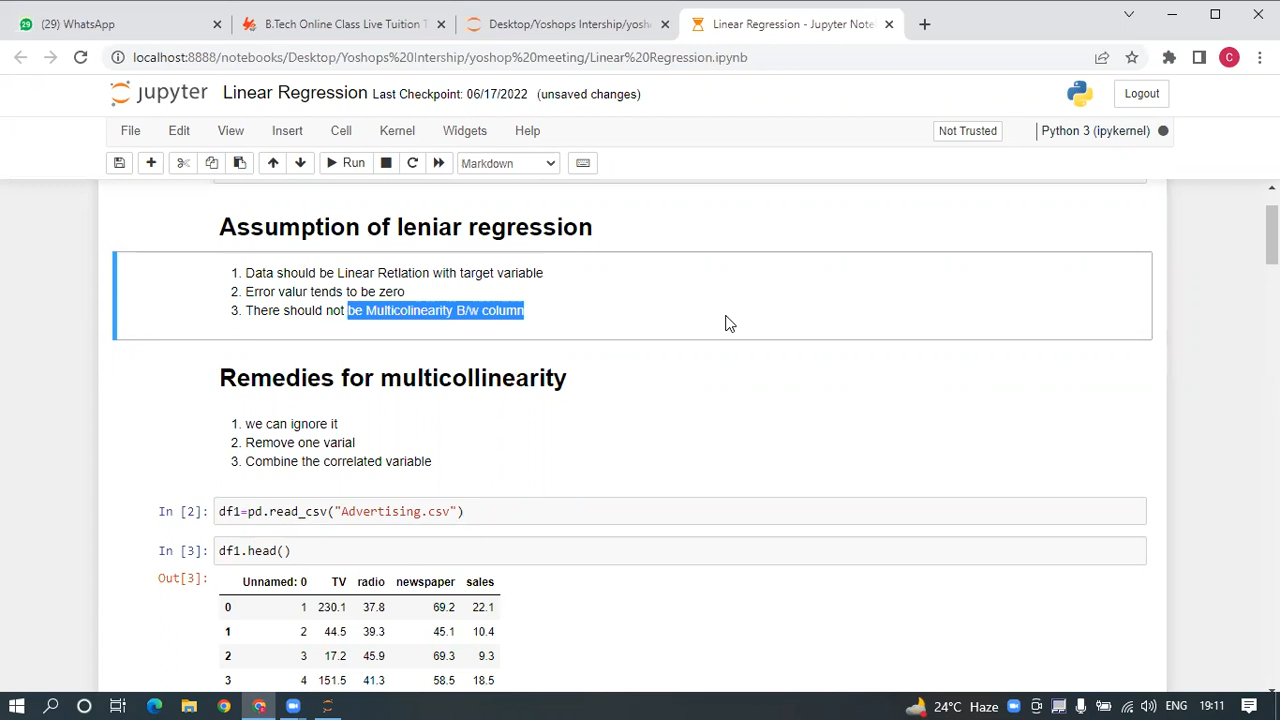 (29) WhatsApp
B.Tech Online Class Live Tuition T
Desktop/Yoshops Intership/yosh
Linear Regression - Jupyter Note
localhost:8888/notebooks/Desktop/Yoshops%20Intership/yoshop%20meeting/Linear%20Regression.ipynb
C
jupyter Linear Regression Last Checkpoint: 06/17/2022 (unsaved changes)
Logout
File Edit View Insert Cell Kernel Widgets Help
Not Trusted
Python 3 (ipykernel)
Run
Markdown
Assumption of leniar regression
1. Data should be Linear Retlation with target variable
2. Error valur tends to be zero
3. There should not be Multicolinearity B/w column
Remedies for multicollinearity
1. we can ignore it
2. Remove one varial
3. Combine the correlated variable
In [2]: df1=pd.read_csv("Advertising.csv")
In [3]: df1.head()
Out[3]:
Unnamed: 0 TV radio newspaper sales
0 1 230.1 37.8 69.2 22.1
1 2 44.5 39.3 45.1 10.4
2 3 17.2 45.9 69.3 9.3
3 4 151.5 41.3 58.5 18.5
24°C Haze
19:11